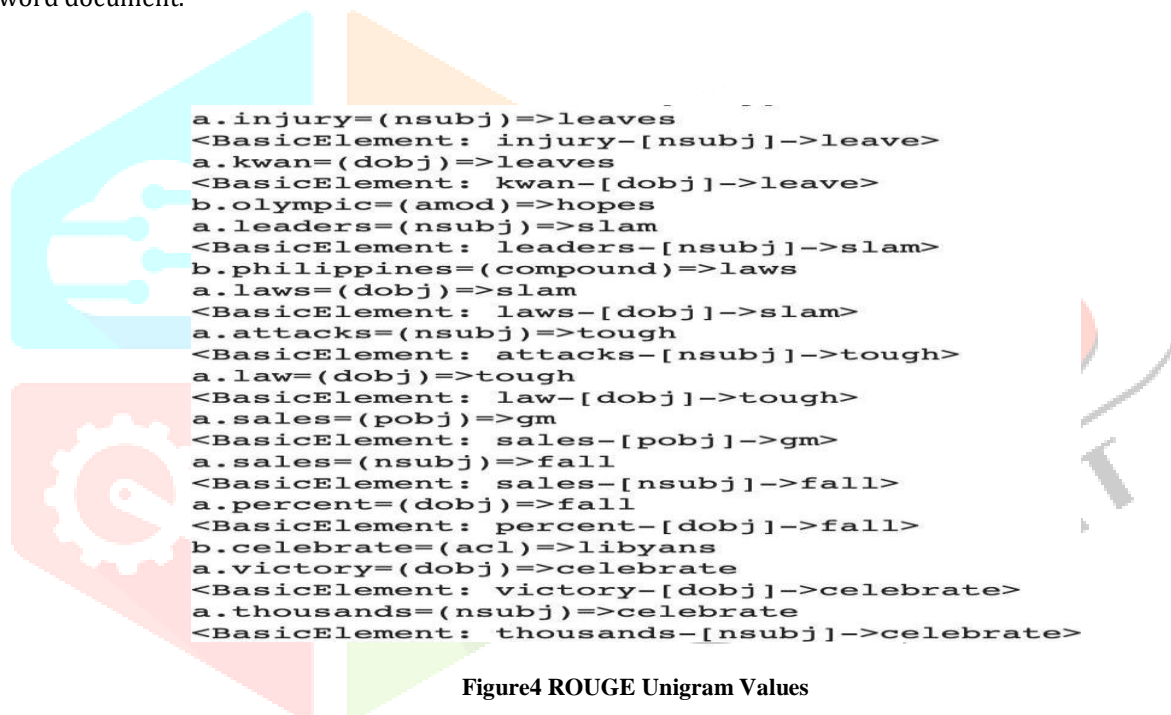 word document.
a.injury=(nsubj)=>leaves
<BasicElement: injury-[nsubj]->leave>
a.kwan=(dobj)=>leaves
<BasicElement: kwan-[dobj]->leave>
b.olympic=(amod)=>hopes
a.leaders=(nsubj)=>slam
<BasicElement: leaders-[nsubj]->slam>
b.philippines=(compound)=>laws
a.laws=(dobj)=>slam
<BasicElement: laws-[dobj]->slam>
a.attacks=(nsubj)=>tough
<BasicElement: attacks-[nsubj]->tough>
a.law=(dobj)=>tough
<BasicElement: law-[dobj]->tough>
a.sales=(pobj)=>gm
<BasicElement: sales-[pobj]->gm>
a.sales=(nsubj)=>fall
<BasicElement: sales-[nsubj]->fall>
a.percent=(dobj)=>fall
<BasicElement: percent-[dobj]->fall>
b.celebrate=(acl)=>libyans
a.victory=(dobj)=>celebrate
<BasicElement: victory-[dobj]->celebrate>
a.thousands=(nsubj)=>celebrate
<BasicElement: thousands-[nsubj]->celebrate>
Figure4 ROUGE Unigram Values